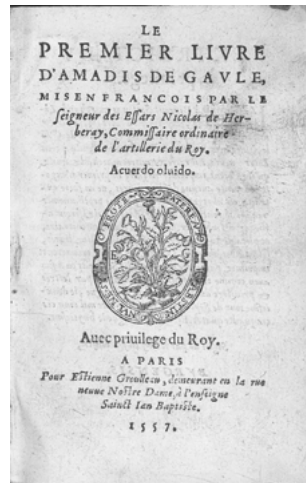 LE
PREMIER LIVRE
D'AMADIS DE GAVLE,
MIS EN FRANCOIS PAR LE
seigneur des Essars Nicolas de Her-
beray, Commissaire ordinaire
de l'artillerie du Roy.
Acuerdo oluido.
Auec priuilege du Roy.
A PARIS
Pour Estienne Groulleau, demeurant en la rue
neuue Nostre Dame, à l'enseigne
Sainct Ian Baptiste.
1557.